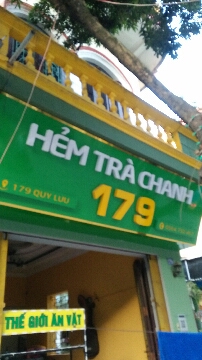 HẺM TRÀ CHANH
179
179 QUY LƯU
THẾ GIỚI ĂN VẶT